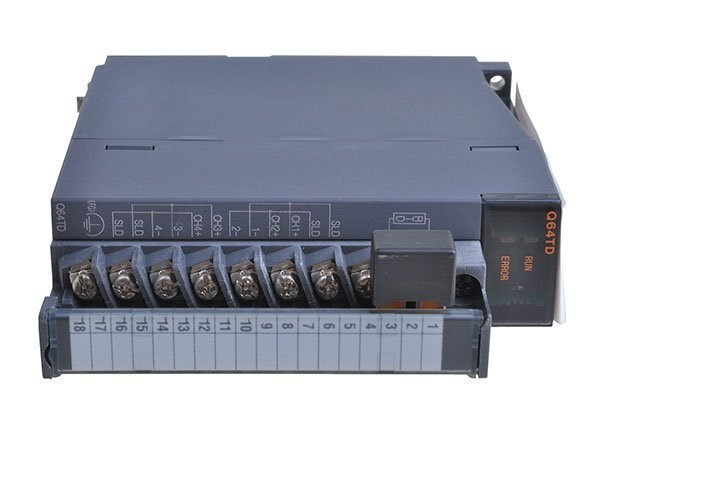 Q64TD
RUN
ERROR
Q64TD
(FG)
SLD
SLD
4-
3-
CH4+
CH3+
2-
1-
CH2+
CH1+
SLD
SLD
18
17
16
15
14
13
12
11
10
9
8
7
6
5
4
3
2
1